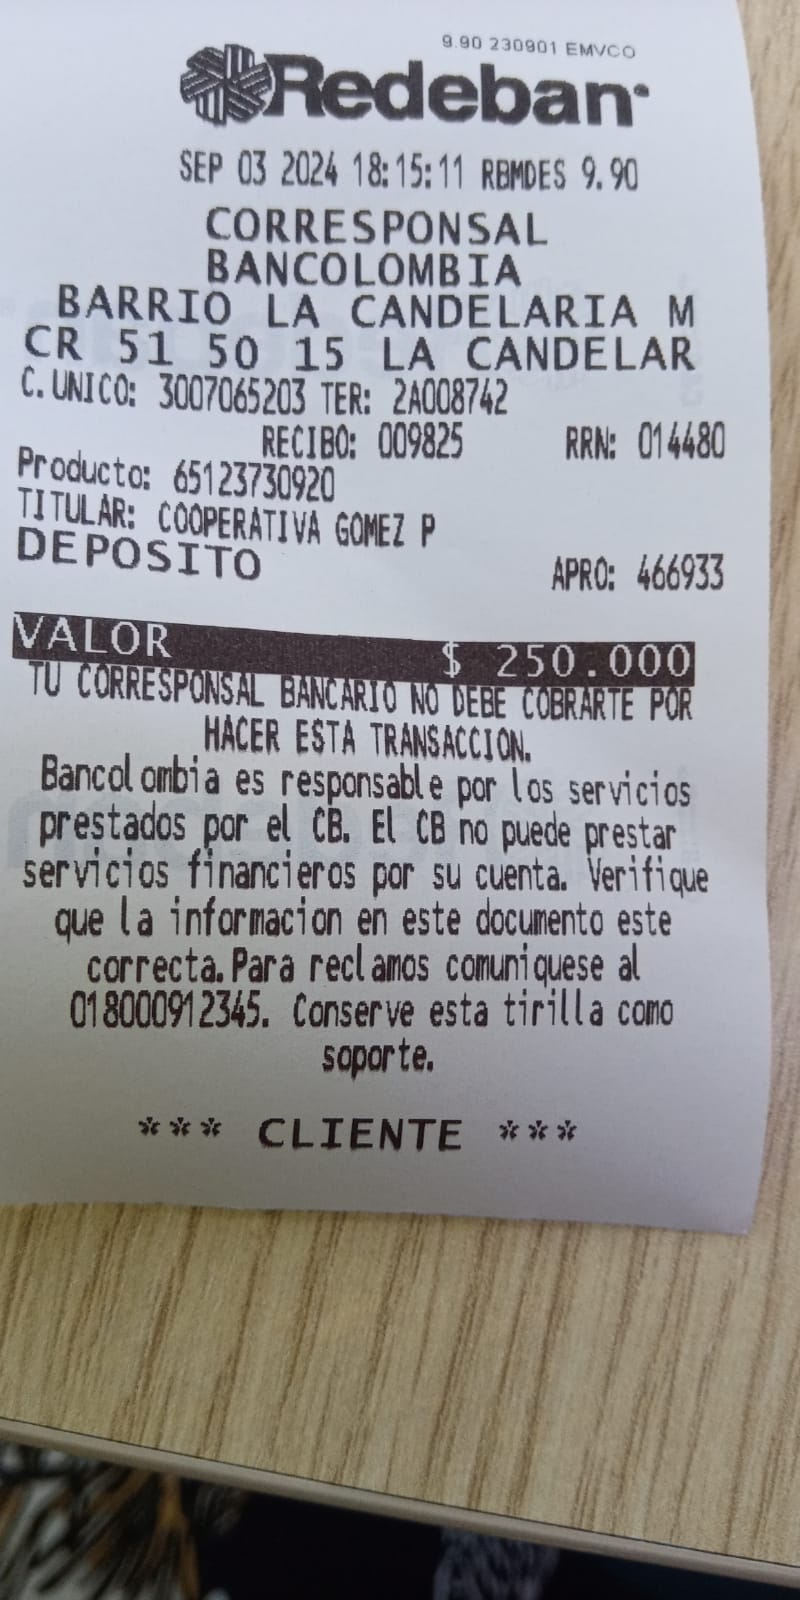 9.90 230901 EMVCO
Redeban
SEP 03 2024 18:15:11 RBMDES 9.90
CORRESPONSAL
BANCOLOMBIA
BARRIO LA CANDELARIA M
CR 51 50 15 LA CANDELAR
C.UNICO: 3007065203 TER: 2A008742
RECIBO: 009825 RRN: 014480
Producto: 65123730920
TITULAR: COOPERATIVA GOMEZ P
DEPOSITO APRO: 466933
VALOR $ 250.000
TU CORRESPONSAL BANCARIO NO DEBE COBRARTE POR
HACER ESTA TRANSACCION.
Bancolombia es responsable por los servicios
prestados por el CB. El CB no puede prestar
servicios financieros por su cuenta. Verifique
que la informacion en este documento este
correcta.Para reclamos comuniquese al
018000912345. Conserve esta tirilla como
soporte.
*** CLIENTE ***